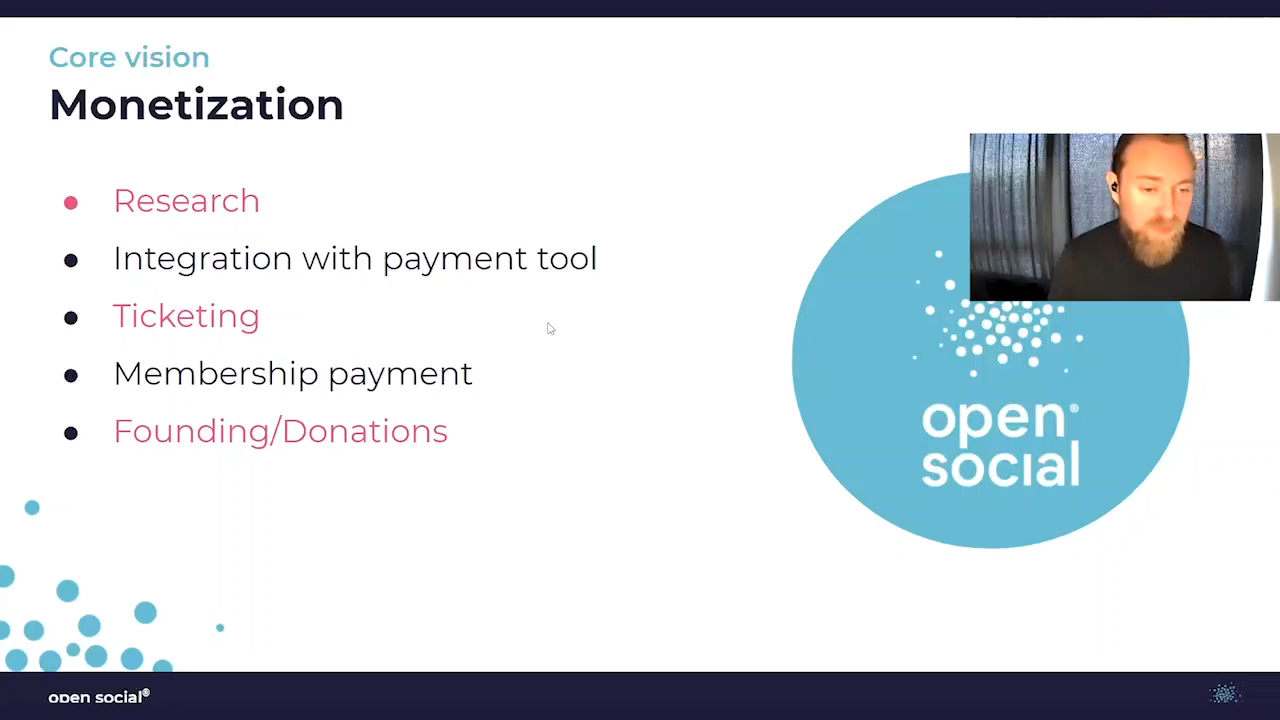 Core vision
Monetization
Research
Integration with payment tool
Ticketing
Membership payment
Founding/Donations
open®
social
open social®